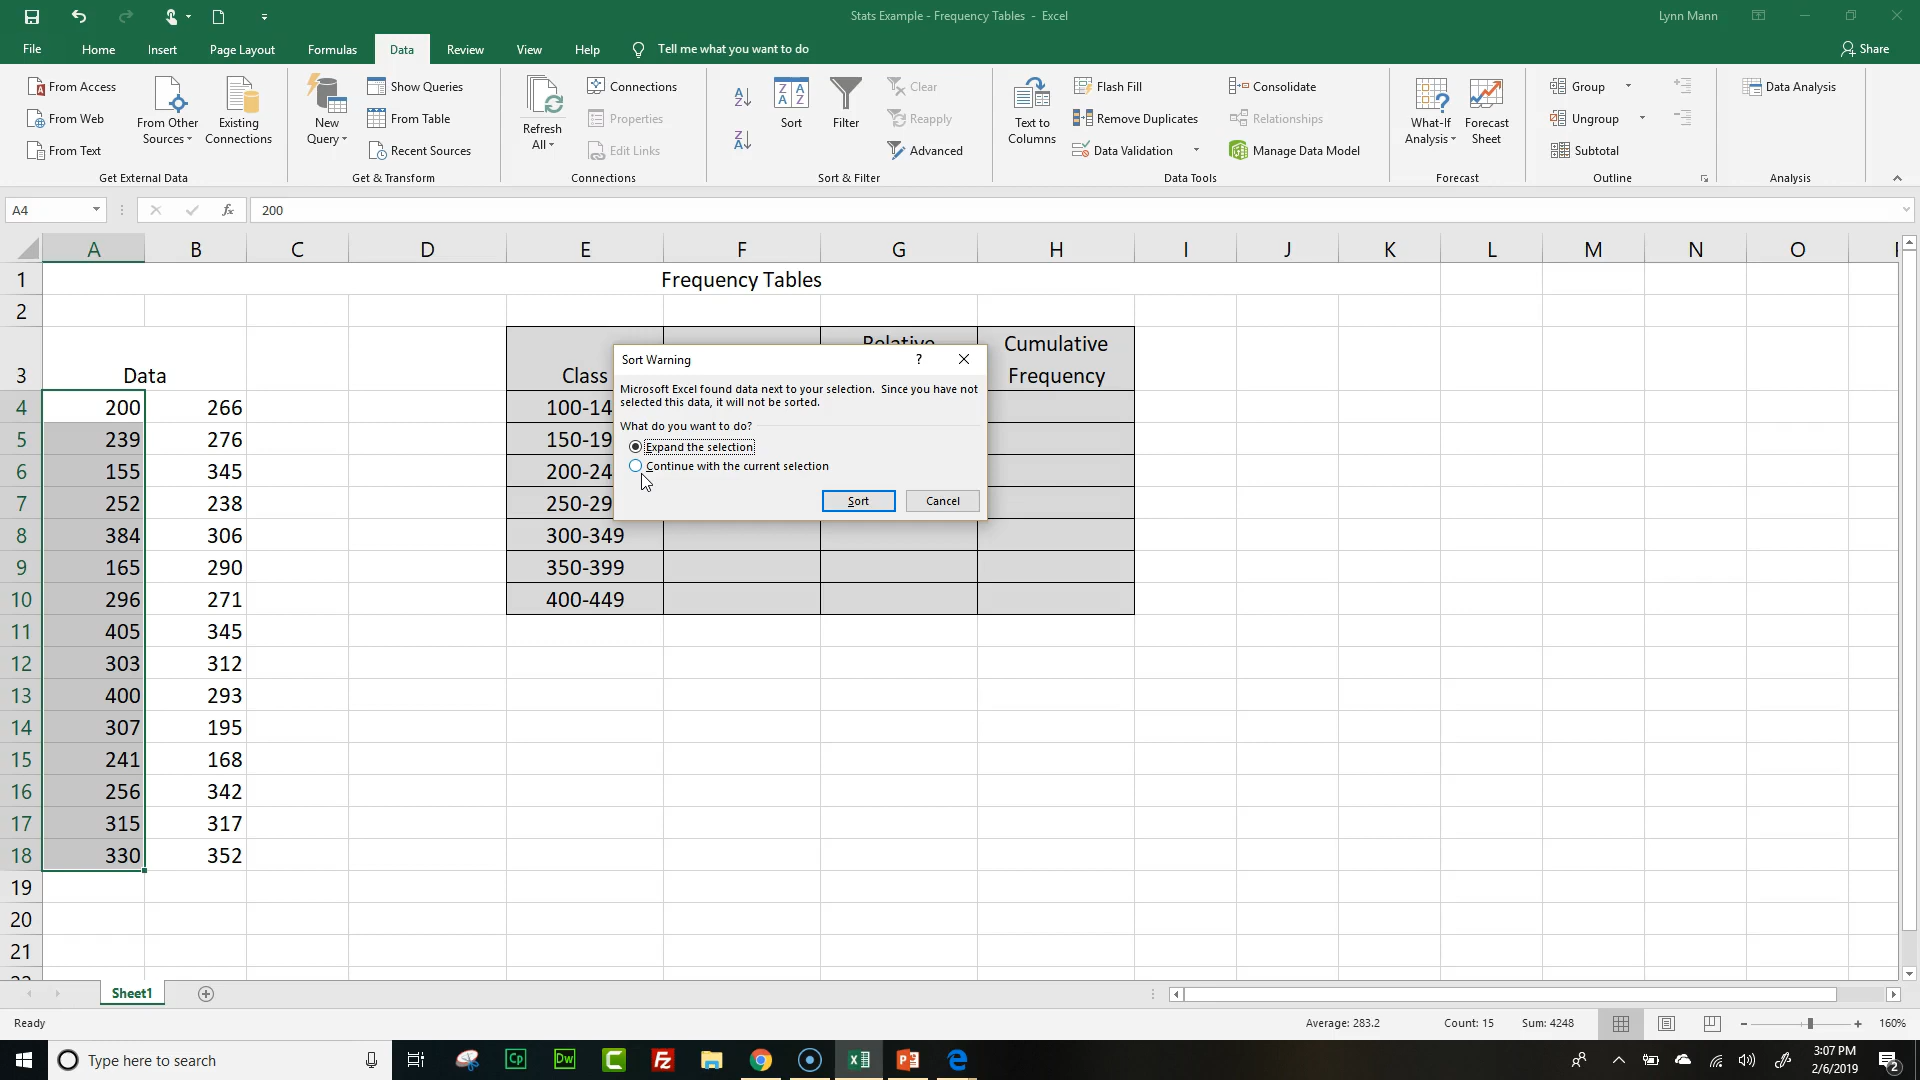 Stats Example - Frequency Tables - Excel
Lynn Mann
File Home Insert Page Layout Formulas Data Review View Help Tell me what you want to do Share
From Access
From Web
From Text
From Other Sources
Existing Connections
Get External Data
New Query
Show Queries
From Table
Recent Sources
Get & Transform
Refresh All
Connections
Properties
Edit Links
Connections
Sort
Filter
Clear
Reapply
Advanced
Sort & Filter
Text to Columns
Flash Fill
Remove Duplicates
Data Validation
Consolidate
Relationships
Manage Data Model
Data Tools
What-If Analysis
Forecast Sheet
Forecast
Group
Ungroup
Subtotal
Outline
Data Analysis
Analysis
A4 fx 200
A B C D E F G H I J K L M N O
1 Frequency Tables
2
3 Data Class Cumulative Frequency
4 200 266 100-14
5 239 276 150-19
6 155 345 200-24
7 252 238 250-29
8 384 306 300-349
9 165 290 350-399
10 296 271 400-449
11 405 345
12 303 312
13 400 293
14 307 195
15 241 168
16 256 342
17 315 317
18 330 352
19
20
21
Sort Warning ?
Microsoft Excel found data next to your selection. Since you have not
selected this data, it will not be sorted.
What do you want to do?
Expand the selection
Continue with the current selection
Sort Cancel
Sheet1
Ready Average: 283.2 Count: 15 Sum: 4248 160%
Type here to search
Cp Dw C Fz
3:07 PM
2/6/2019
2